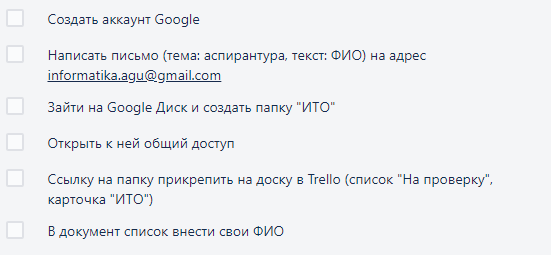 Создать аккаунт Google
Написать письмо (тема: аспирантура, текст: ФИО) на адрес
informatika.agu@gmail.com
Зайти на Google Диск и создать папку "ИТО"
Открыть к ней общий доступ
Ссылку на папку прикрепить на доску в Trello (список "На проверку",
карточка "ИТО")
В документ список внести свои ФИО